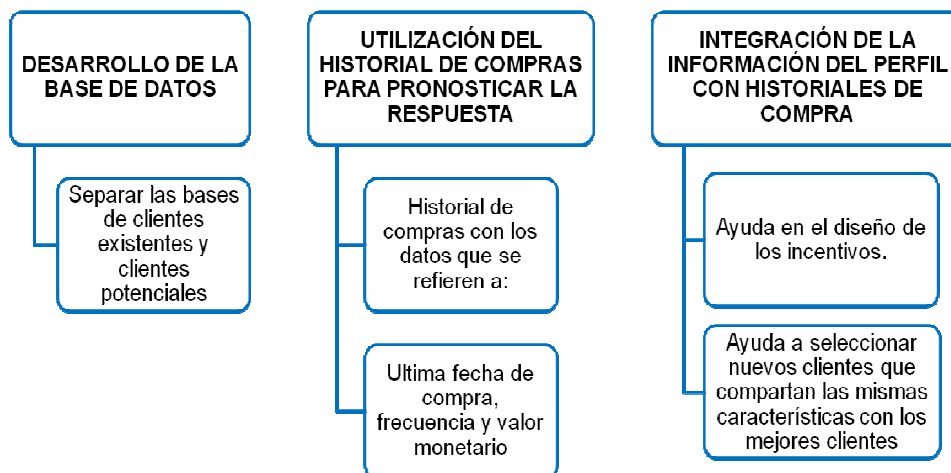 DESARROLLO DE LA
BASE DE DATOS
Separar las bases
de clientes
existentes y
clientes
potenciales
UTILIZACIÓN DEL
HISTORIAL DE COMPRAS
PARA PRONOSTICAR LA
RESPUESTA
Historial de
compras con los
datos que se
refieren a:
Ultima fecha de
compra,
frecuencia y valor
monetario
INTEGRACIÓN DE LA
INFORMACIÓN DEL PERFIL
CON HISTORIALES DE
COMPRA
Ayuda en el diseño de
los incentivos.
Ayuda a seleccionar
nuevos clientes que
compartan las mismas
características con los
mejores clientes